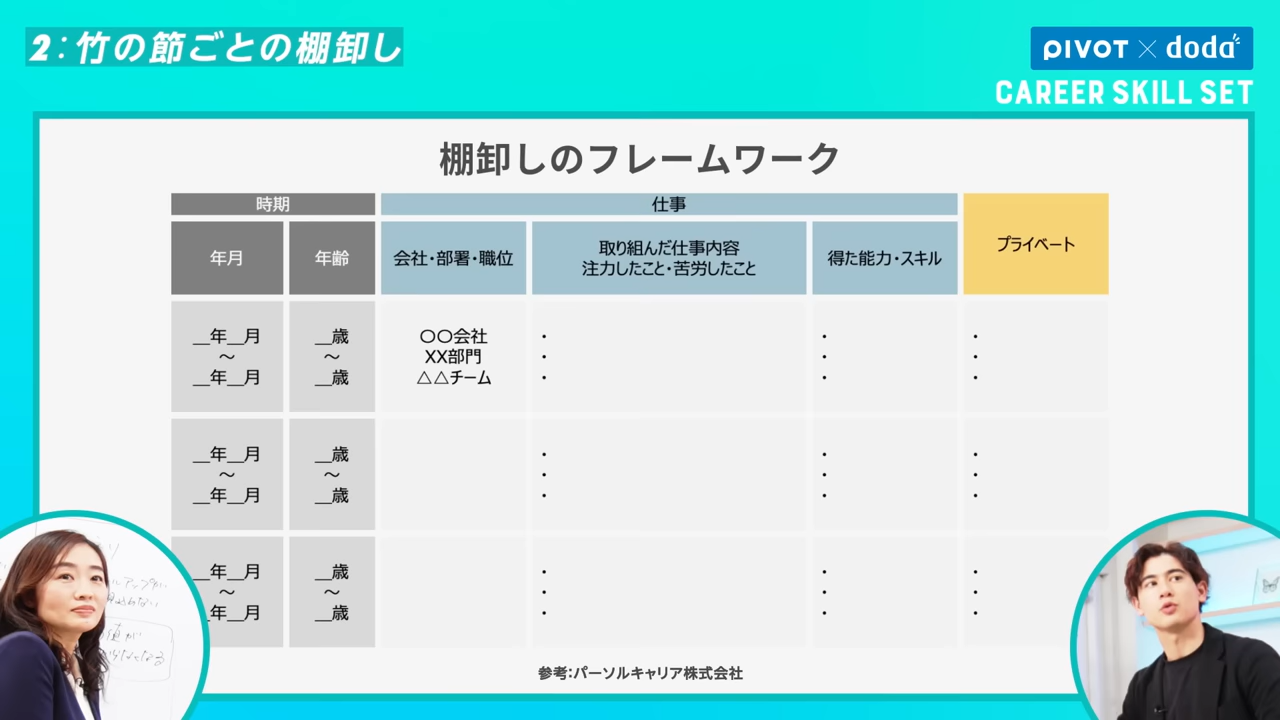 2：竹の節ごとの棚卸し
PIVOT × doda
CAREER SKILL SET
棚卸しのフレームワーク
時期
仕事
プライベート
年月
年齢
会社・部署・職位
取り組んだ仕事内容
注力したこと・苦労したこと
得た能力・スキル
__年__月
～
__年__月
__歳
～
__歳
〇〇会社
XX部門
△△チーム
・
・
・
・
・
・
・
・
・
__年__月
～
__年__月
__歳
～
__歳
・
・
・
・
・
・
・
・
・
__年__月
～
年__月
__歳
～
__歳
・
・
・
・
・
・
・
・
・
参考：パーソルキャリア株式会社